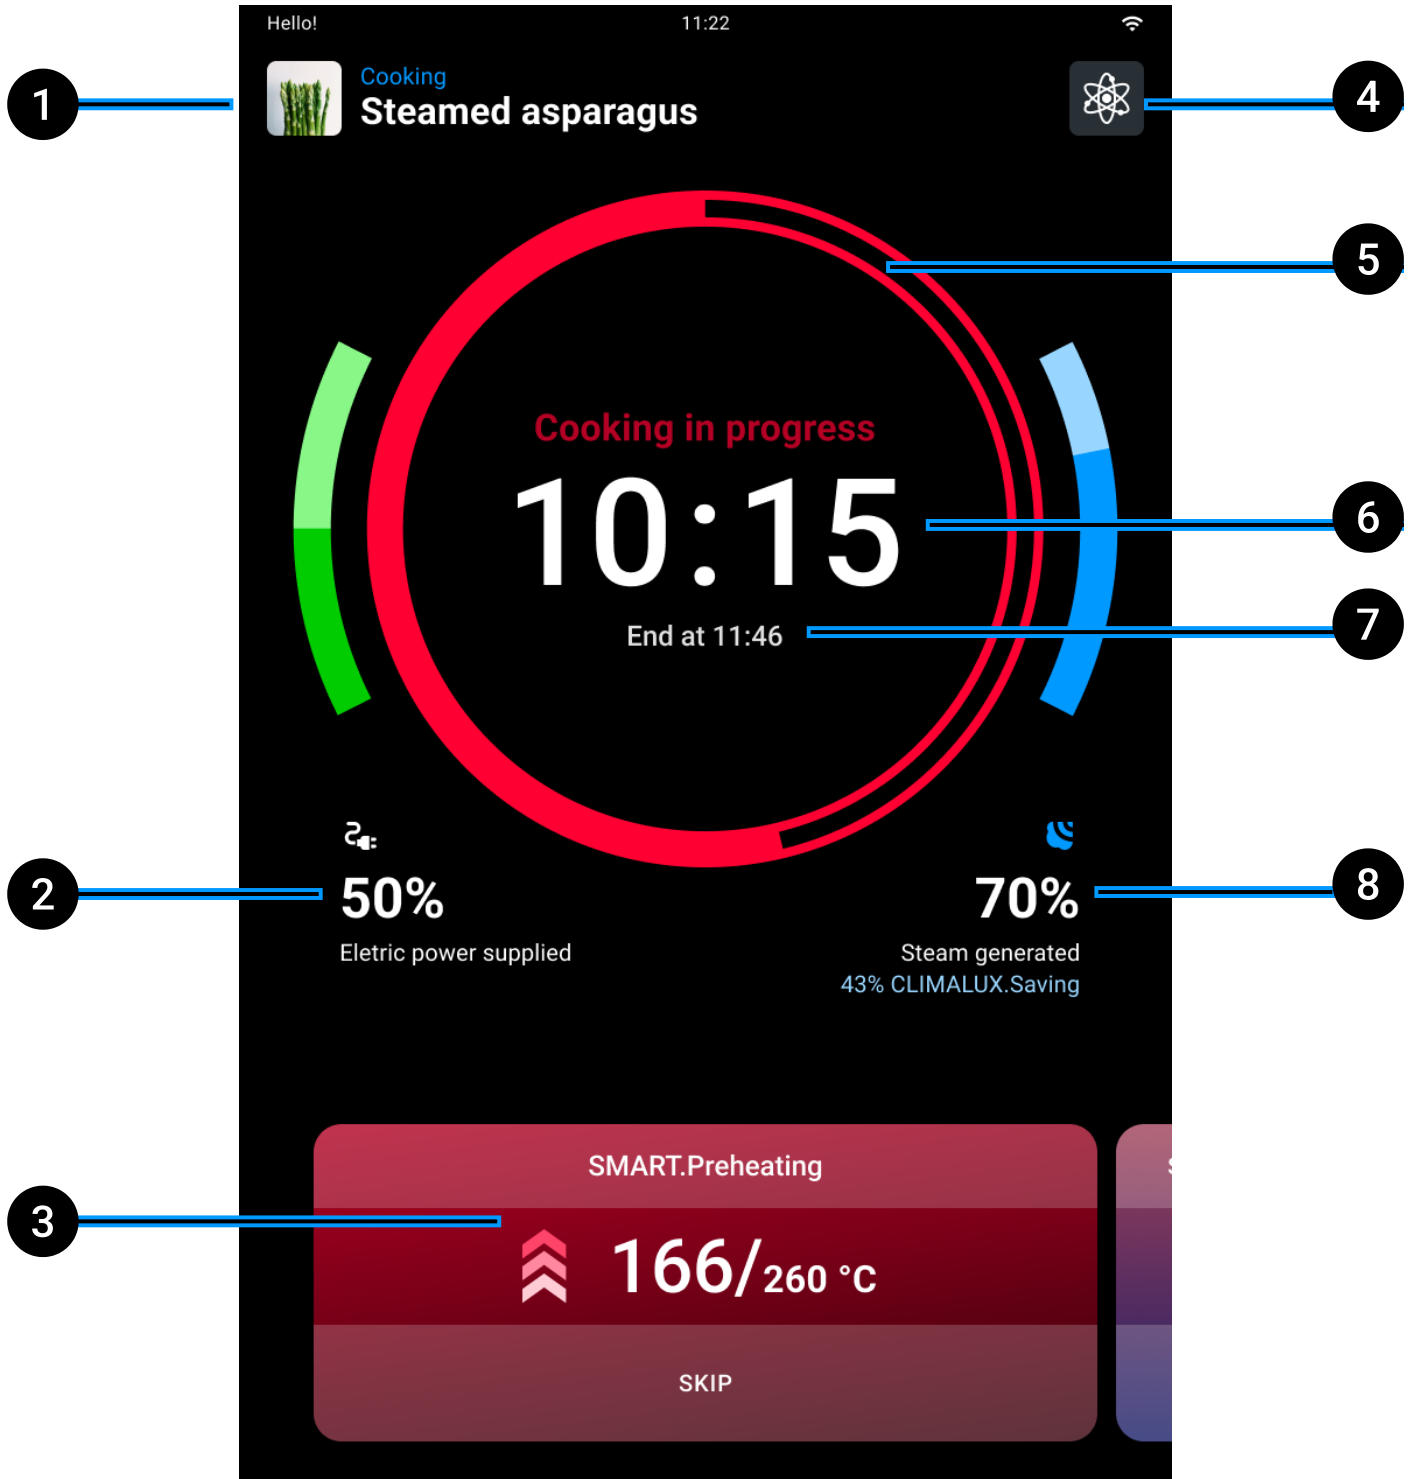 Hello! 11:22
1
Cooking
Steamed asparagus
4
5
Cooking in progress
10:15
6
End at 11:46
7
2
50%
Eletric power supplied
70%
8
Steam generated
43% CLIMALUX.Saving
SMART.Preheating
3
166/260 °C
SKIP